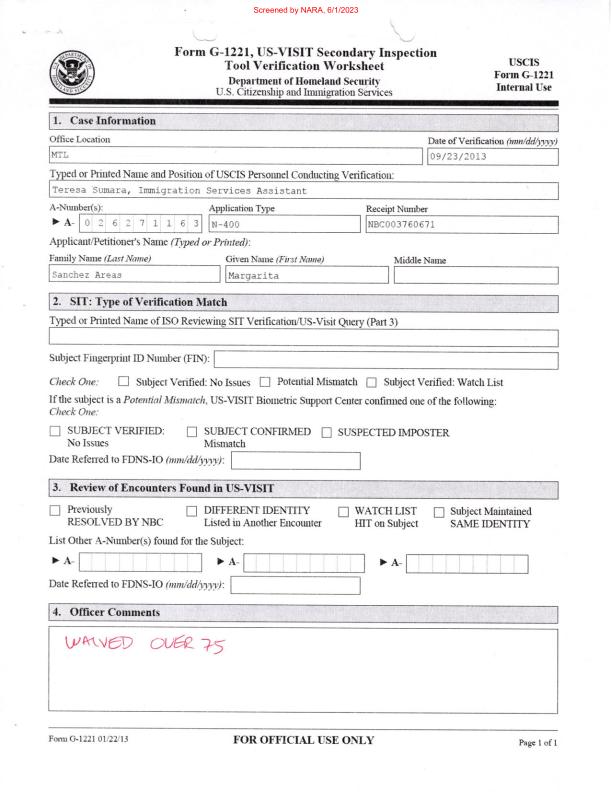 Screened by NARA, 6/1/2023
Form G-1221, US-VISIT Secondary Inspection
Tool Verification Worksheet
Department of Homeland Security
U.S. Citizenship and Immigration Services
USCIS
Form G-1221
Internal Use
1. Case Information
Office Location
Date of Verification (mm/dd/yyyy)
MTL
09/23/2013
Typed or Printed Name and Position of USCIS Personnel Conducting Verification:
Teresa Sumara, Immigration Services Assistant
A-Number(s):
Application Type
Receipt Number
▶ A- 0 2 6 2 7 1 1 6 3
N-400
NBC003760671
Applicant/Petitioner's Name (Typed or Printed):
Family Name (Last Name)
Given Name (First Name)
Middle Name
Sanchez Areas
Margarita
2. SIT: Type of Verification Match
Typed or Printed Name of ISO Reviewing SIT Verification/US-Visit Query (Part 3)
Subject Fingerprint ID Number (FIN):
Check One: Subject Verified: No Issues Potential Mismatch Subject Verified: Watch List
If the subject is a Potential Mismatch, US-VISIT Biometric Support Center confirmed one of the following:
Check One:
SUBJECT VERIFIED: SUBJECT CONFIRMED SUSPECTED IMPOSTER
No Issues Mismatch
Date Referred to FDNS-IO (mm/dd/yyyy):
3. Review of Encounters Found in US-VISIT
Previously DIFFERENT IDENTITY WATCH LIST Subject Maintained
RESOLVED BY NBC Listed in Another Encounter HIT on Subject SAME IDENTITY
List Other A-Number(s) found for the Subject:
▶ A- ▶ A- ▶ A-
Date Referred to FDNS-IO (mm/dd/yyyy):
4. Officer Comments
WAIVED OVER 75
Form G-1221 01/22/13
FOR OFFICIAL USE ONLY
Page 1 of 1